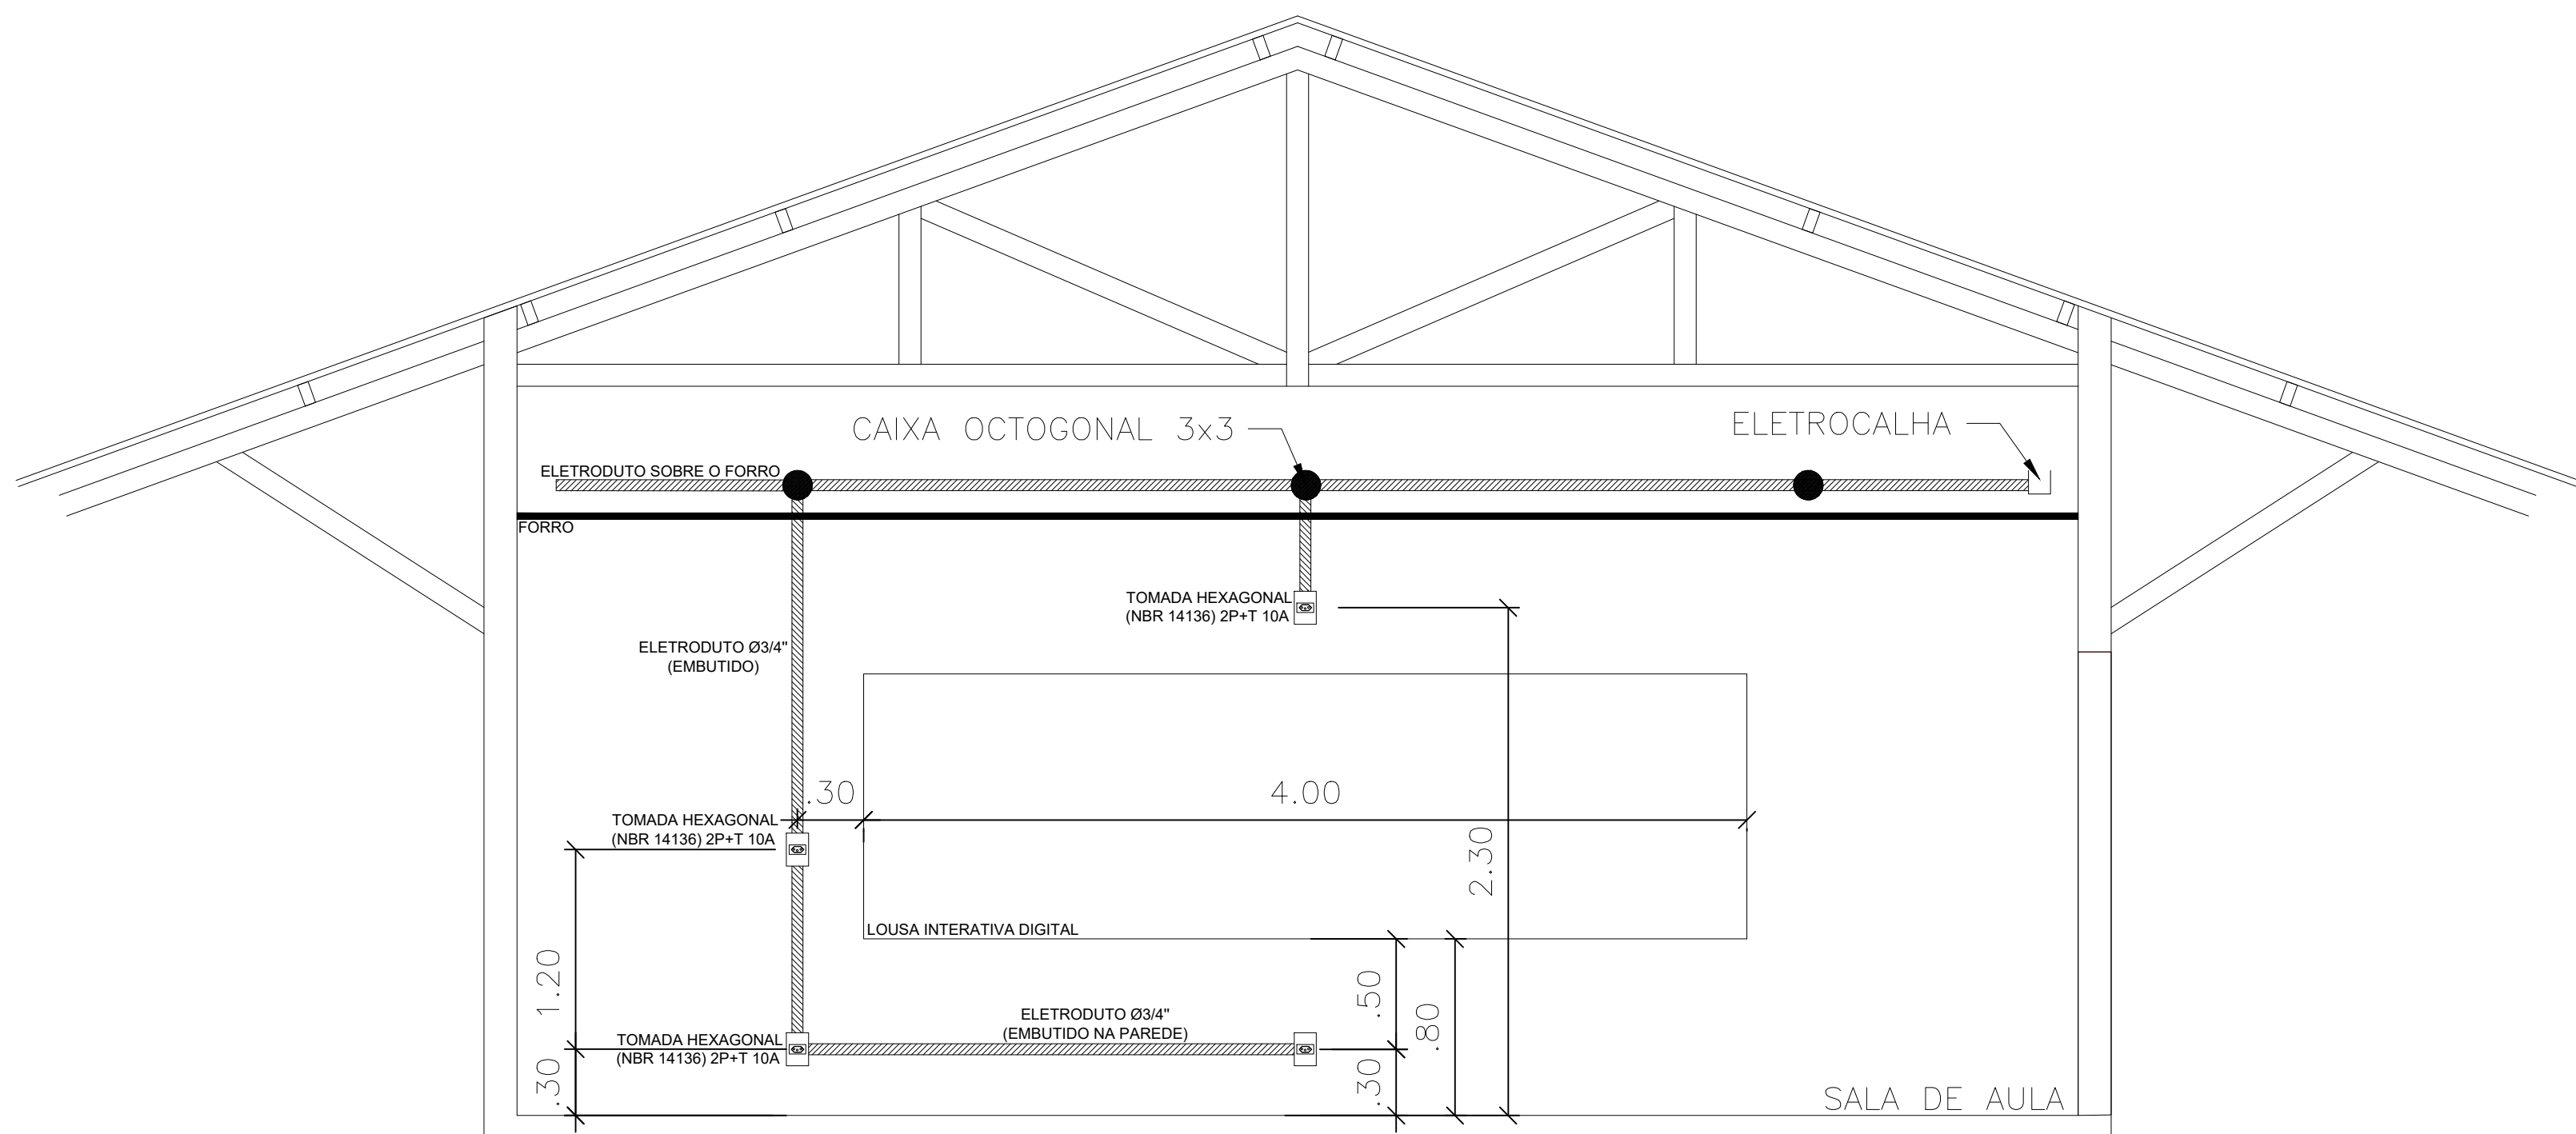 CAIXA OCTOGONAL 3x3
ELETROCALHA
ELETRODUTO SOBRE O FORRO
FORRO
TOMADA HEXAGONAL
(NBR 14136) 2P+T 10A
ELETRODUTO Ø3/4"
(EMBUTIDO)
.30
4.00
TOMADA HEXAGONAL
(NBR 14136) 2P+T 10A
2.30
LOUSA INTERATIVA DIGITAL
1.20
.50
.80
ELETRODUTO Ø3/4"
(EMBUTIDO NA PAREDE)
TOMADA HEXAGONAL
(NBR 14136) 2P+T 10A
.30
.30
SALA DE AULA